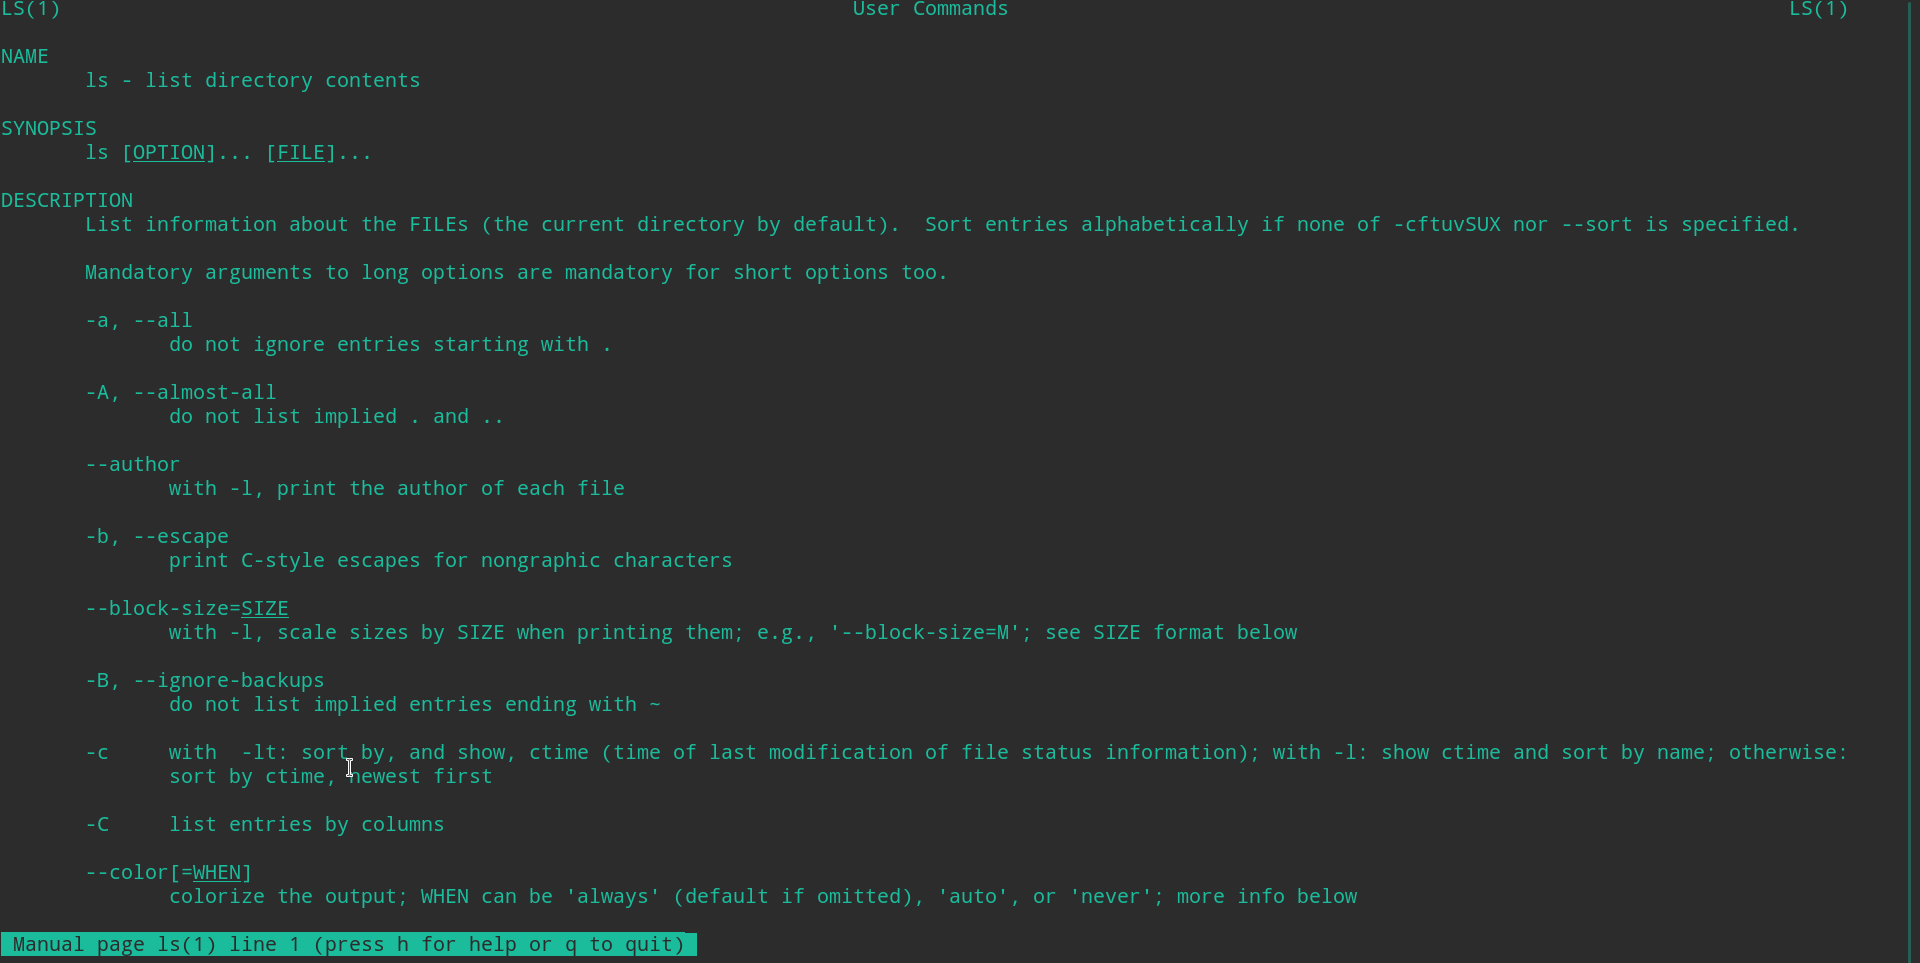 LS(1) User Commands LS(1)
NAME
ls - list directory contents
SYNOPSIS
ls [OPTION]... [FILE]...
DESCRIPTION
List information about the FILEs (the current directory by default).  Sort entries alphabetically if none of -cftuvSUX nor --sort is specified.
Mandatory arguments to long options are mandatory for short options too.
-a, --all
do not ignore entries starting with .
-A, --almost-all
do not list implied . and ..
--author
with -l, print the author of each file
-b, --escape
print C-style escapes for nongraphic characters
--block-size=SIZE
with -l, scale sizes by SIZE when printing them; e.g., '--block-size=M'; see SIZE format below
-B, --ignore-backups
do not list implied entries ending with ~
-c with  -lt: sort by, and show, ctime (time of last modification of file status information); with -l: show ctime and sort by name; otherwise:
sort by ctime, newest first
-C list entries by columns
--color[=WHEN]
colorize the output; WHEN can be 'always' (default if omitted), 'auto', or 'never'; more info below
Manual page ls(1) line 1 (press h for help or q to quit)